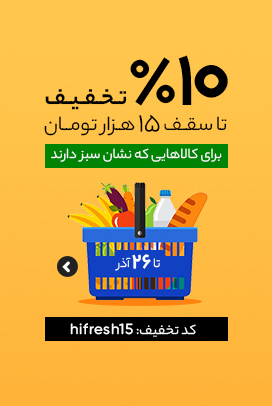 %۱۰ تخفیف
تا سقف ۱۵ هزار تومان
برای کالاهایی که نشان سبز دارند
تا ۲۶ آذر
کد تخفیف: hifresh15